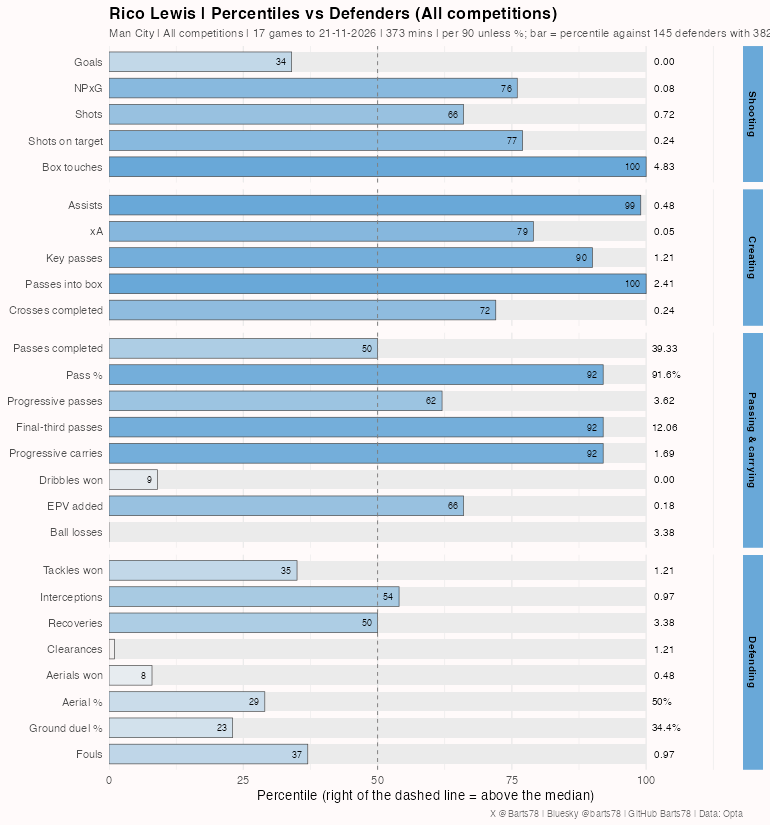 Rico Lewis | Percentiles vs Defenders (All competitions)
Man City | All competitions | 17 games to 21-11-2026 | 373 mins | per 90 unless %; bar = percentile against 145 defenders with 382
Goals 34 0.00
NPxG 76 0.08
Shots 66 0.72
Shots on target 77 0.24
Box touches 100 4.83
Shooting
Assists 99 0.48
xA 79 0.05
Key passes 90 1.21
Passes into box 100 2.41
Crosses completed 72 0.24
Creating
Passes completed 50 39.33
Pass % 92 91.6%
Progressive passes 62 3.62
Final-third passes 92 12.06
Progressive carries 92 1.69
Dribbles won 9 0.00
EPV added 66 0.18
Ball losses 3.38
Passing & carrying
Tackles won 35 1.21
Interceptions 54 0.97
Recoveries 50 3.38
Clearances 1.21
Aerials won 8 0.48
Aerial % 29 50%
Ground duel % 23 34.4%
Fouls 37 0.97
Defending
0 25 50 75 100
Percentile (right of the dashed line = above the median)
X @Barts78 | Bluesky @barts78 | GitHub Barts78 | Data: Opta